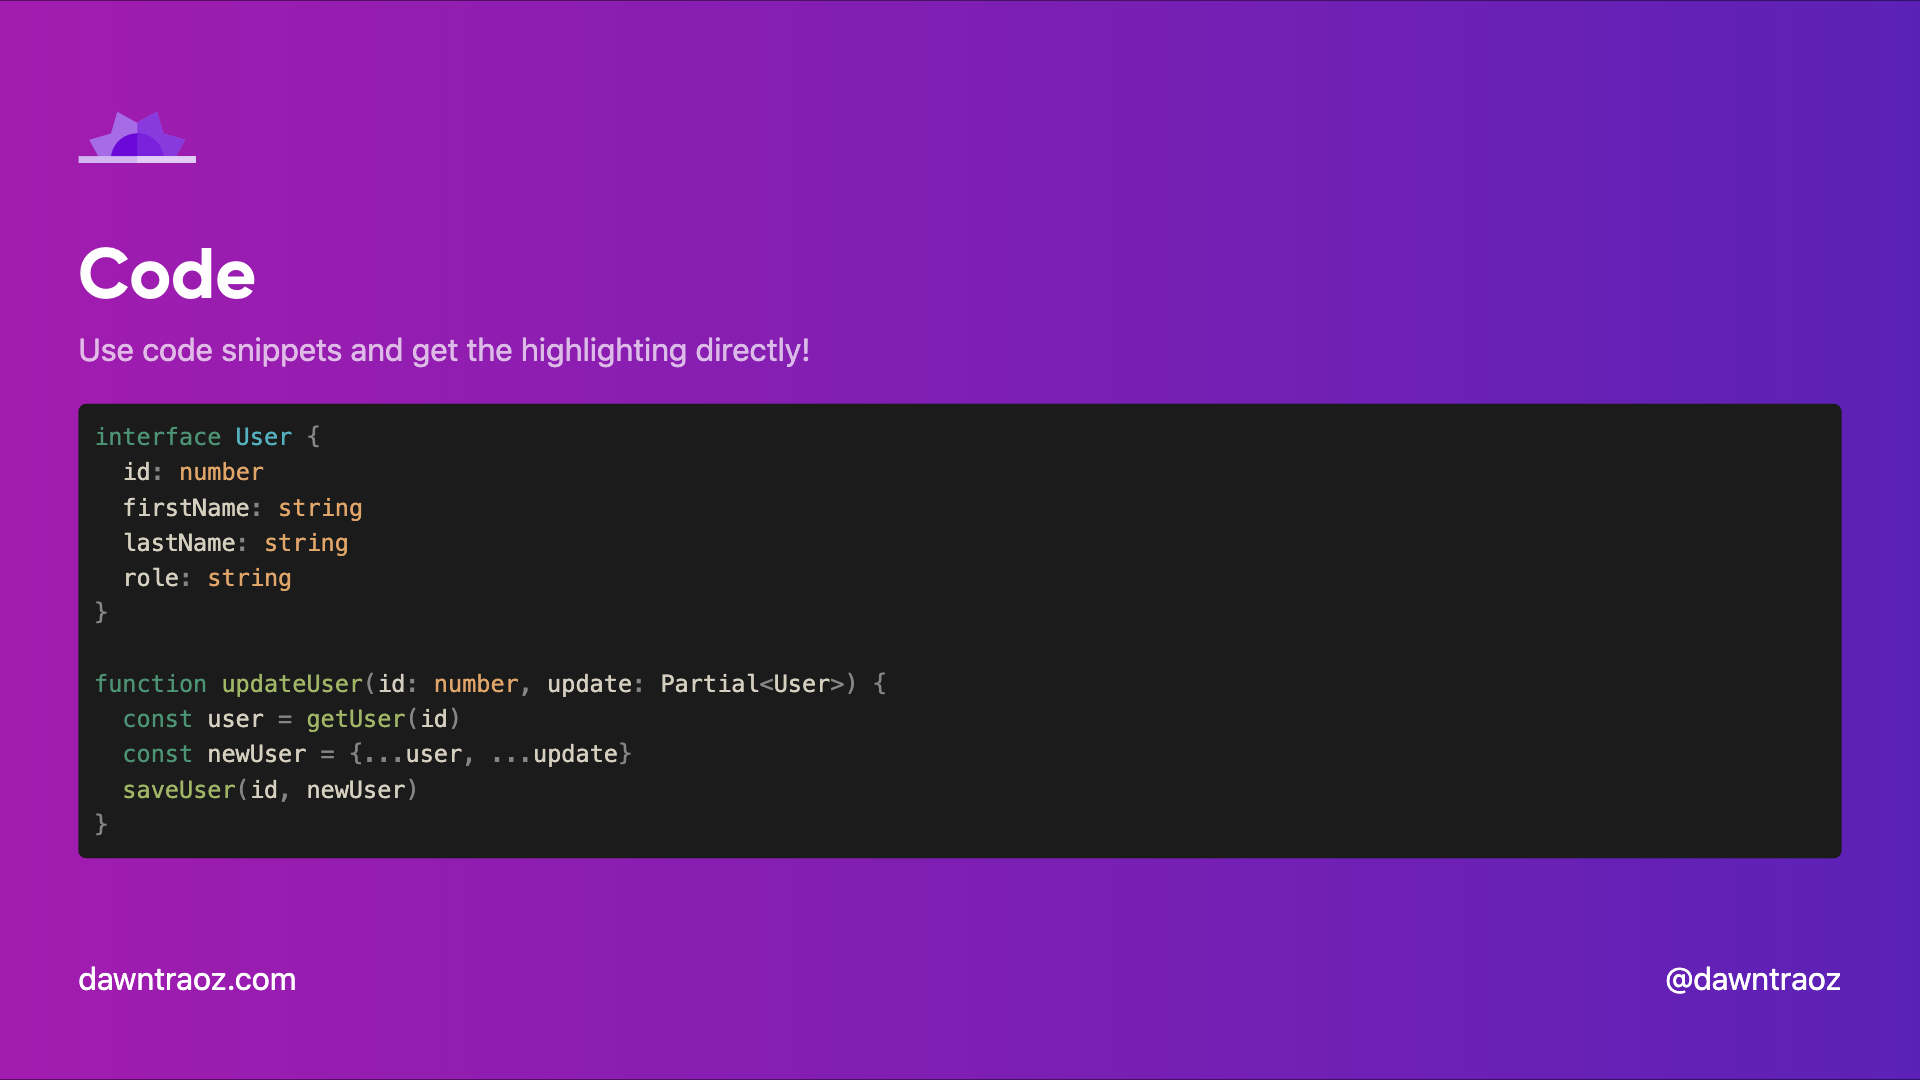 Code
Use code snippets and get the highlighting directly!
interface User {
  id: number
  firstName: string
  lastName: string
  role: string
}

function updateUser(id: number, update: Partial<User>) {
  const user = getUser(id)
  const newUser = {...user, ...update}
  saveUser(id, newUser)
}
dawntraoz.com
@dawntraoz